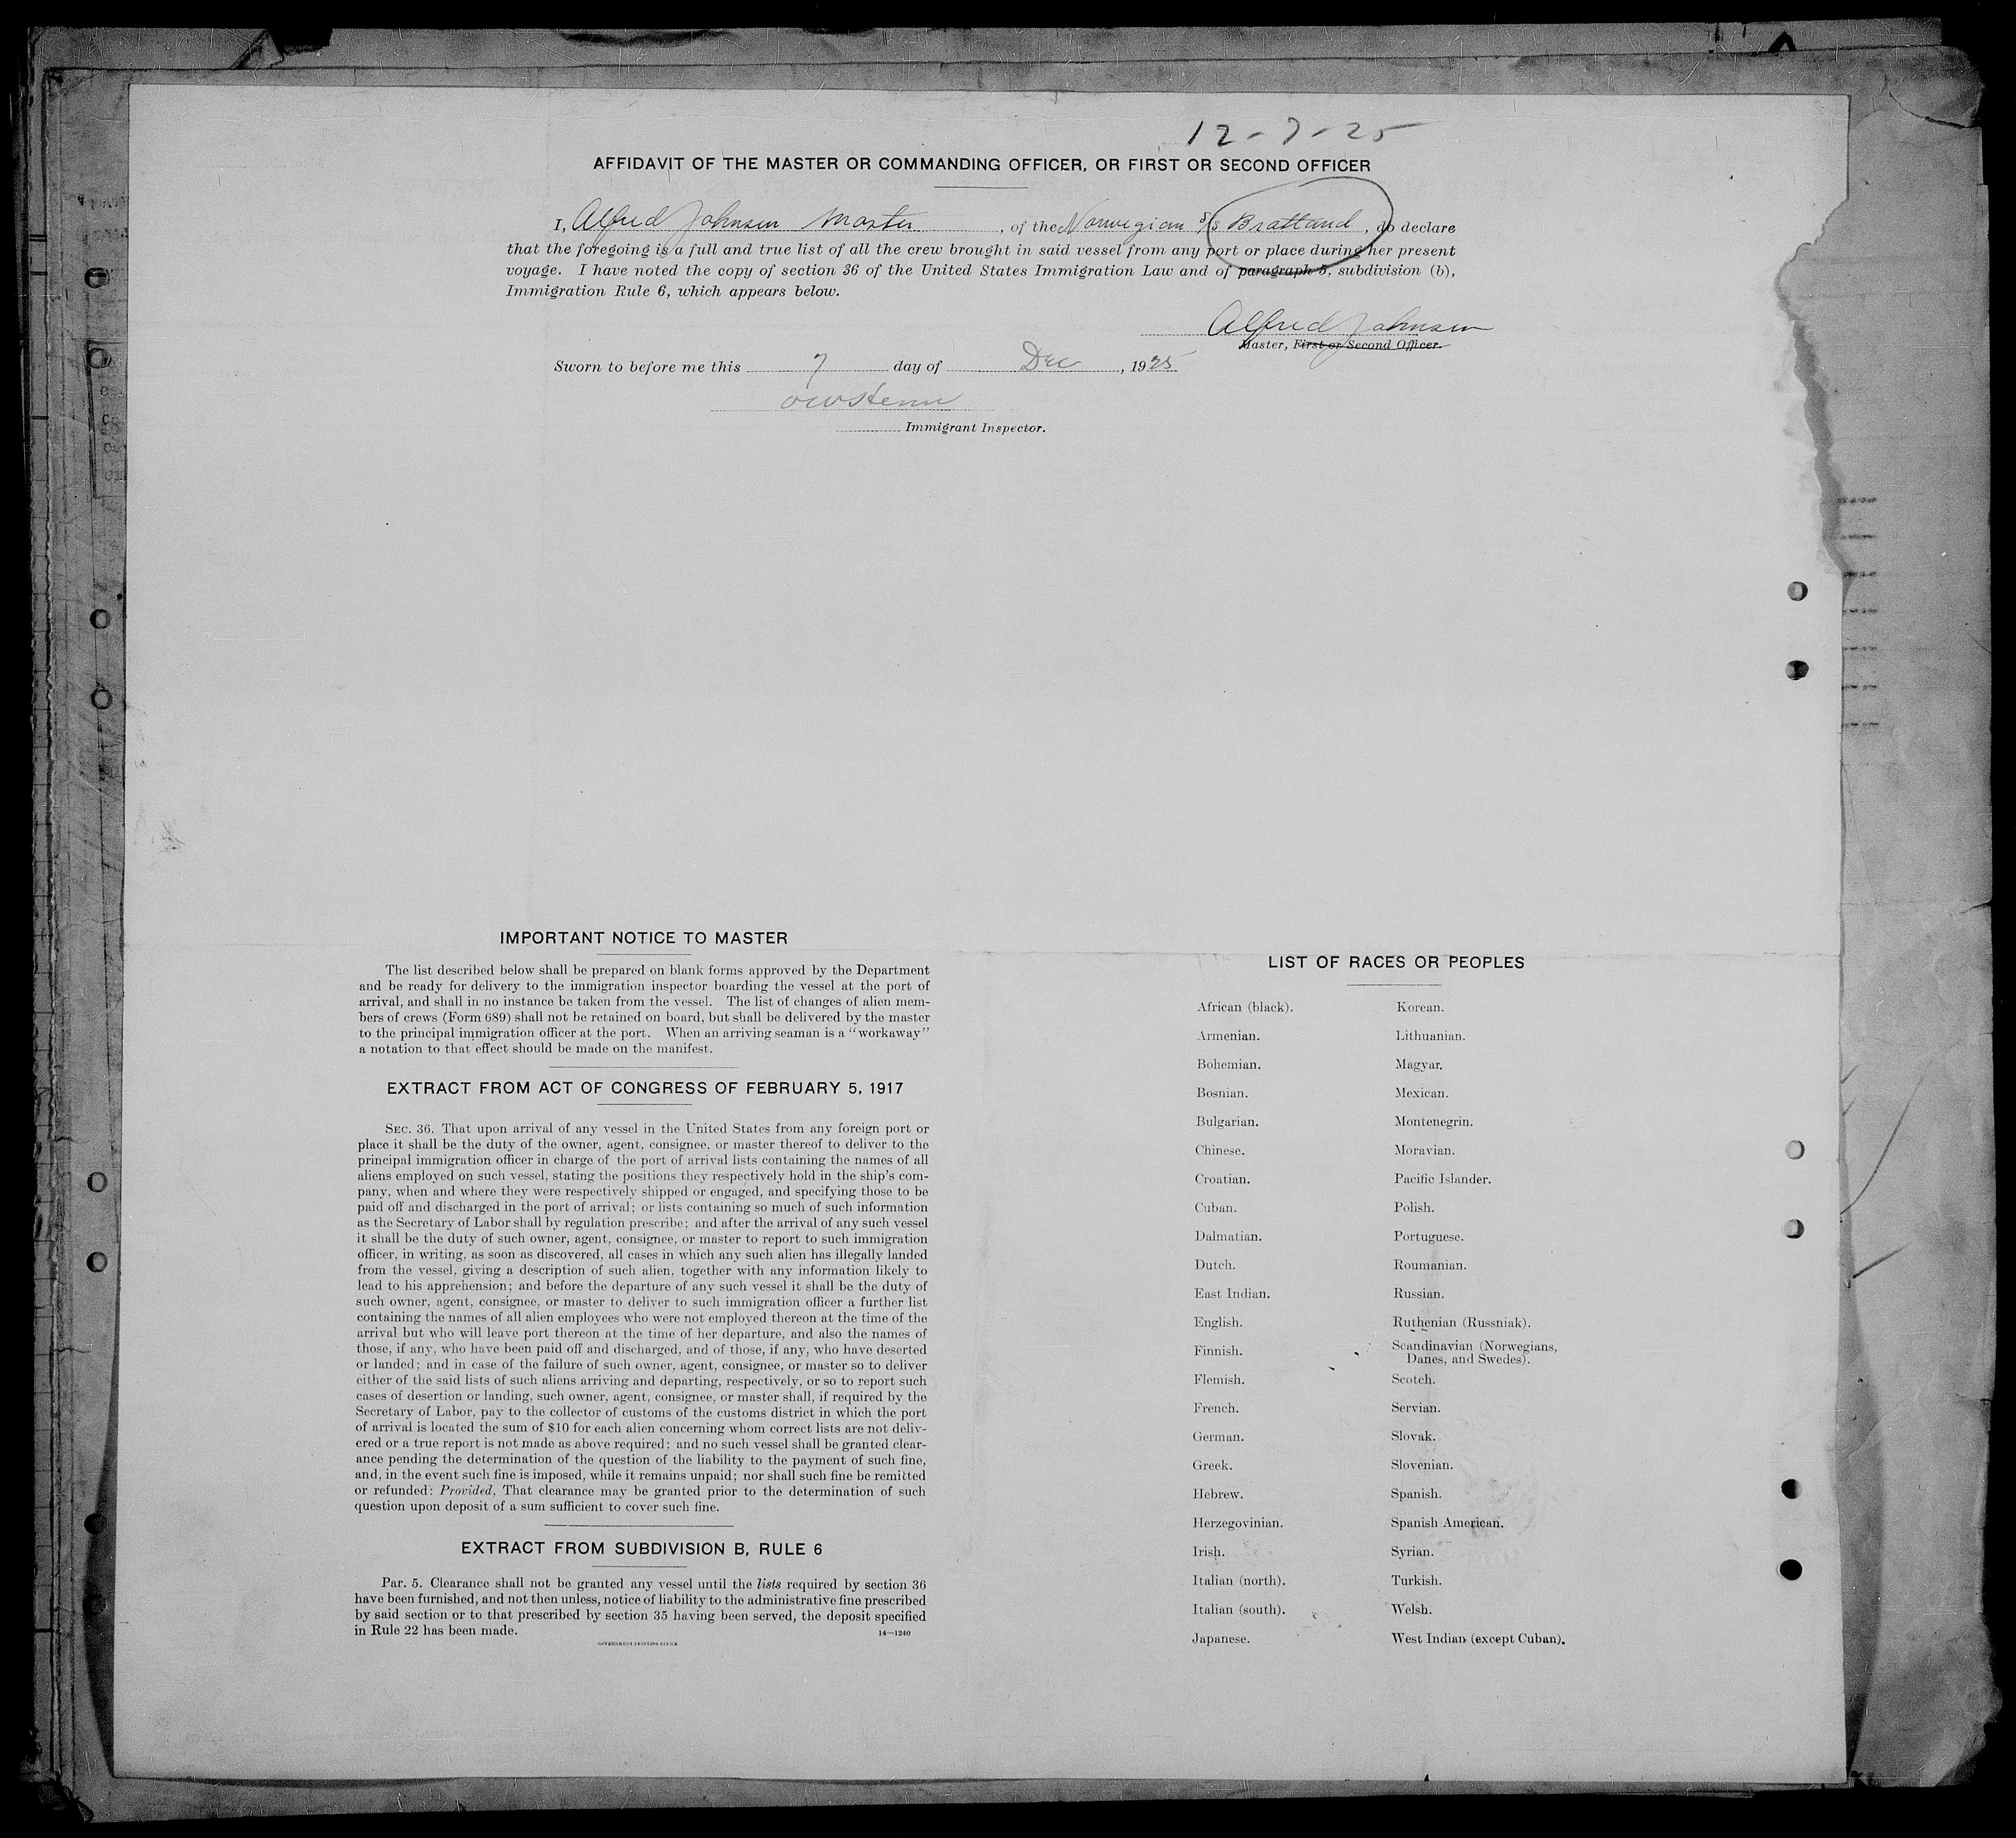 12-7-25
AFFIDAVIT OF THE MASTER OR COMMANDING OFFICER, OR FIRST OR SECOND OFFICER
I, Alfred Johnsen Master, of the Norwegian S/S Bratland, do declare
that the foregoing is a full and true list of all the crew brought in said vessel from any port or place during her present
voyage. I have noted the copy of section 36 of the United States Immigration Law and of paragraph 5, subdivision (b),
Immigration Rule 6, which appears below.
Alfred Johnsen
Master, First or Second Officer.
Sworn to before me this 7 day of Dec, 1925
Immigrant Inspector.
IMPORTANT NOTICE TO MASTER
The list described below shall be prepared on blank forms approved by the Department
and be ready for delivery to the immigration inspector boarding the vessel at the port of
arrival, and shall in no instance be taken from the vessel. The list of changes of alien mem-
bers of crews (Form 689) shall not be retained on board, but shall be delivered by the master
to the principal immigration officer at the port. When an arriving seaman is a "workaway"
a notation to that effect should be made on the manifest.
EXTRACT FROM ACT OF CONGRESS OF FEBRUARY 5, 1917
SEC. 36. That upon arrival of any vessel in the United States from any foreign port or
place it shall be the duty of the owner, agent, consignee, or master thereof to deliver to the
principal immigration officer in charge of the port of arrival lists containing the names of all
aliens employed on such vessel, stating the positions they respectively hold in the ship's com-
pany, when and where they were respectively shipped or engaged, and specifying those to be
paid off and discharged in the port of arrival; or lists containing so much of such information
as the Secretary of Labor shall by regulation prescribe; and after the arrival of any such vessel
it shall be the duty of such owner, agent, consignee, or master to report to such immigration
officer, in writing, as soon as discovered, all cases in which any such alien has illegally landed
from the vessel, giving a description of such alien, together with any information likely to
lead to his apprehension; and before the departure of any such vessel it shall be the duty of
such owner, agent, consignee, or master to deliver to such immigration officer a further list
containing the names of all alien employees who were not employed thereon at the time of the
arrival but who will leave port thereon at the time of her departure, and also the names of
those, if any, who have been paid off and discharged, and of those, if any, who have deserted
or landed; and in case of the failure of such owner, agent, consignee, or master so to deliver
either of the said lists of such aliens arriving and departing, respectively, or so to report such
cases of desertion or landing, such owner, agent, consignee, or master shall, if required by the
Secretary of Labor, pay to the collector of customs of the customs district in which the port
of arrival is located the sum of $10 for each alien concerning whom correct lists are not deliv-
ered or a true report is not made as above required; and no such vessel shall be granted clear-
ance pending the determination of the question of the liability to the payment of such fine,
and, in the event such fine is imposed, while it remains unpaid; nor shall such fine be remitted
or refunded: Provided, That clearance may be granted prior to the determination of such
question upon deposit of a sum sufficient to cover such fine.
EXTRACT FROM SUBDIVISION B, RULE 6
Par. 5. Clearance shall not be granted any vessel until the lists required by section 36
have been furnished, and not then unless, notice of liability to the administrative fine prescribed
by said section or to that prescribed by section 35 having been served, the deposit specified
in Rule 22 has been made.
14—1240
GOVERNMENT PRINTING OFFICE
LIST OF RACES OR PEOPLES
African (black). Korean.
Armenian. Lithuanian.
Bohemian. Magyar.
Bosnian. Mexican.
Bulgarian. Montenegrin.
Chinese. Moravian.
Croatian. Pacific Islander.
Cuban. Polish.
Dalmatian. Portuguese.
Dutch. Roumanian.
East Indian. Russian.
English. Ruthenian (Russniak).
Finnish. Scandinavian (Norwegians,
Danes, and Swedes).
Flemish. Scotch.
French. Servian.
German. Slovak.
Greek. Slovenian.
Hebrew. Spanish.
Herzegovinian. Spanish American.
Irish. Syrian.
Italian (north). Turkish.
Italian (south). Welsh.
Japanese. West Indian (except Cuban).